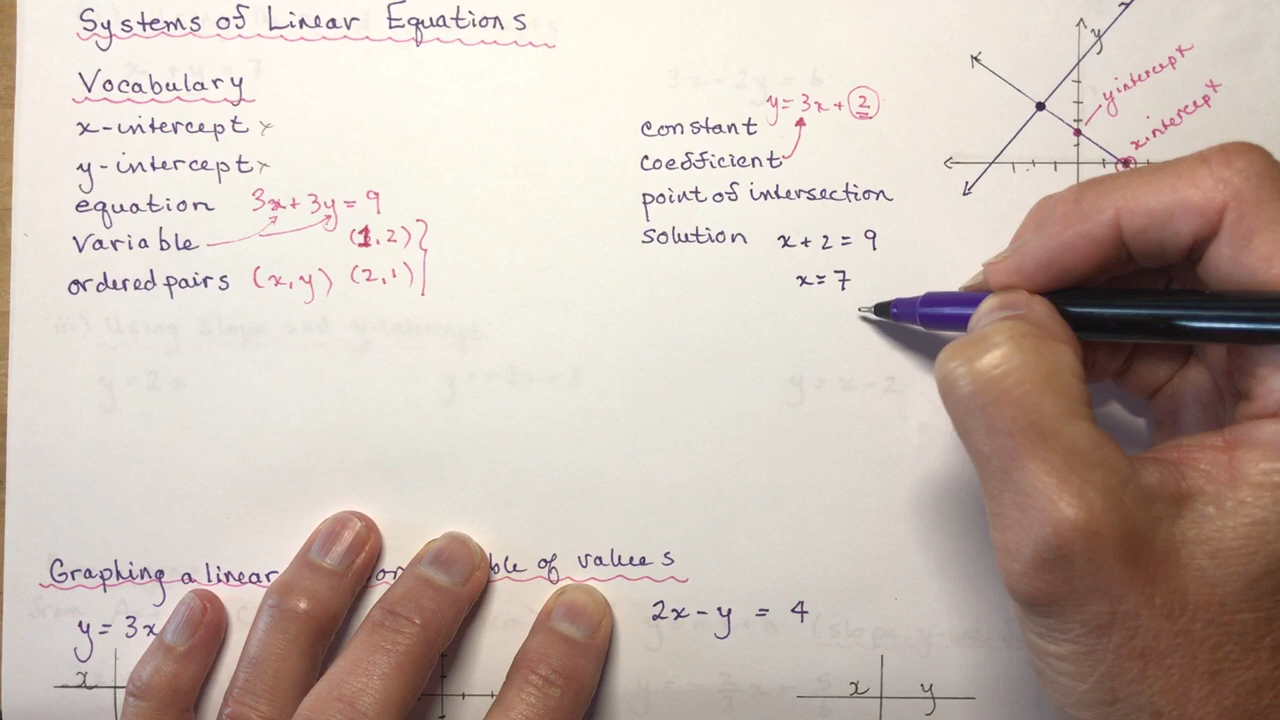 Systems of Linear Equations
Vocabulary
x-intercept x
y-intercept x
equation 3x + 3y = 9
variable (1, 2)
ordered pairs (x, y) (2, 1)
y = 3x + 2
constant
coefficient
point of intersection
solution x + 2 = 9
x = 7
y
y intercept
x intercept
Graphing a linear of values
y = 3x
x
2x - y = 4
x y